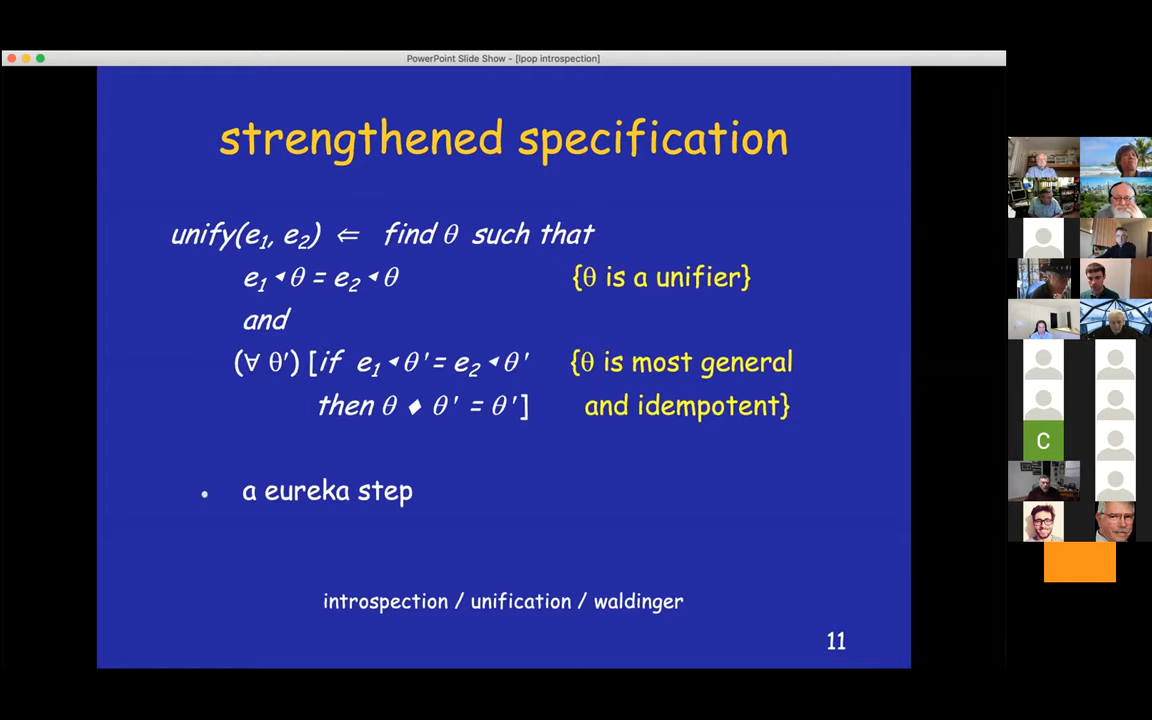 PowerPoint Slide Show - [lpop introspection]
strengthened specification
unify(e₁, e₂) ⇐ find θ such that
e₁ ◂ θ = e₂ ◂ θ {θ is a unifier}
and
(∀ θ') [if e₁ ◂ θ' = e₂ ◂ θ' {θ is most general
then θ ♦ θ' = θ'] and idempotent}
• a eureka step
introspection / unification / waldinger
11
C